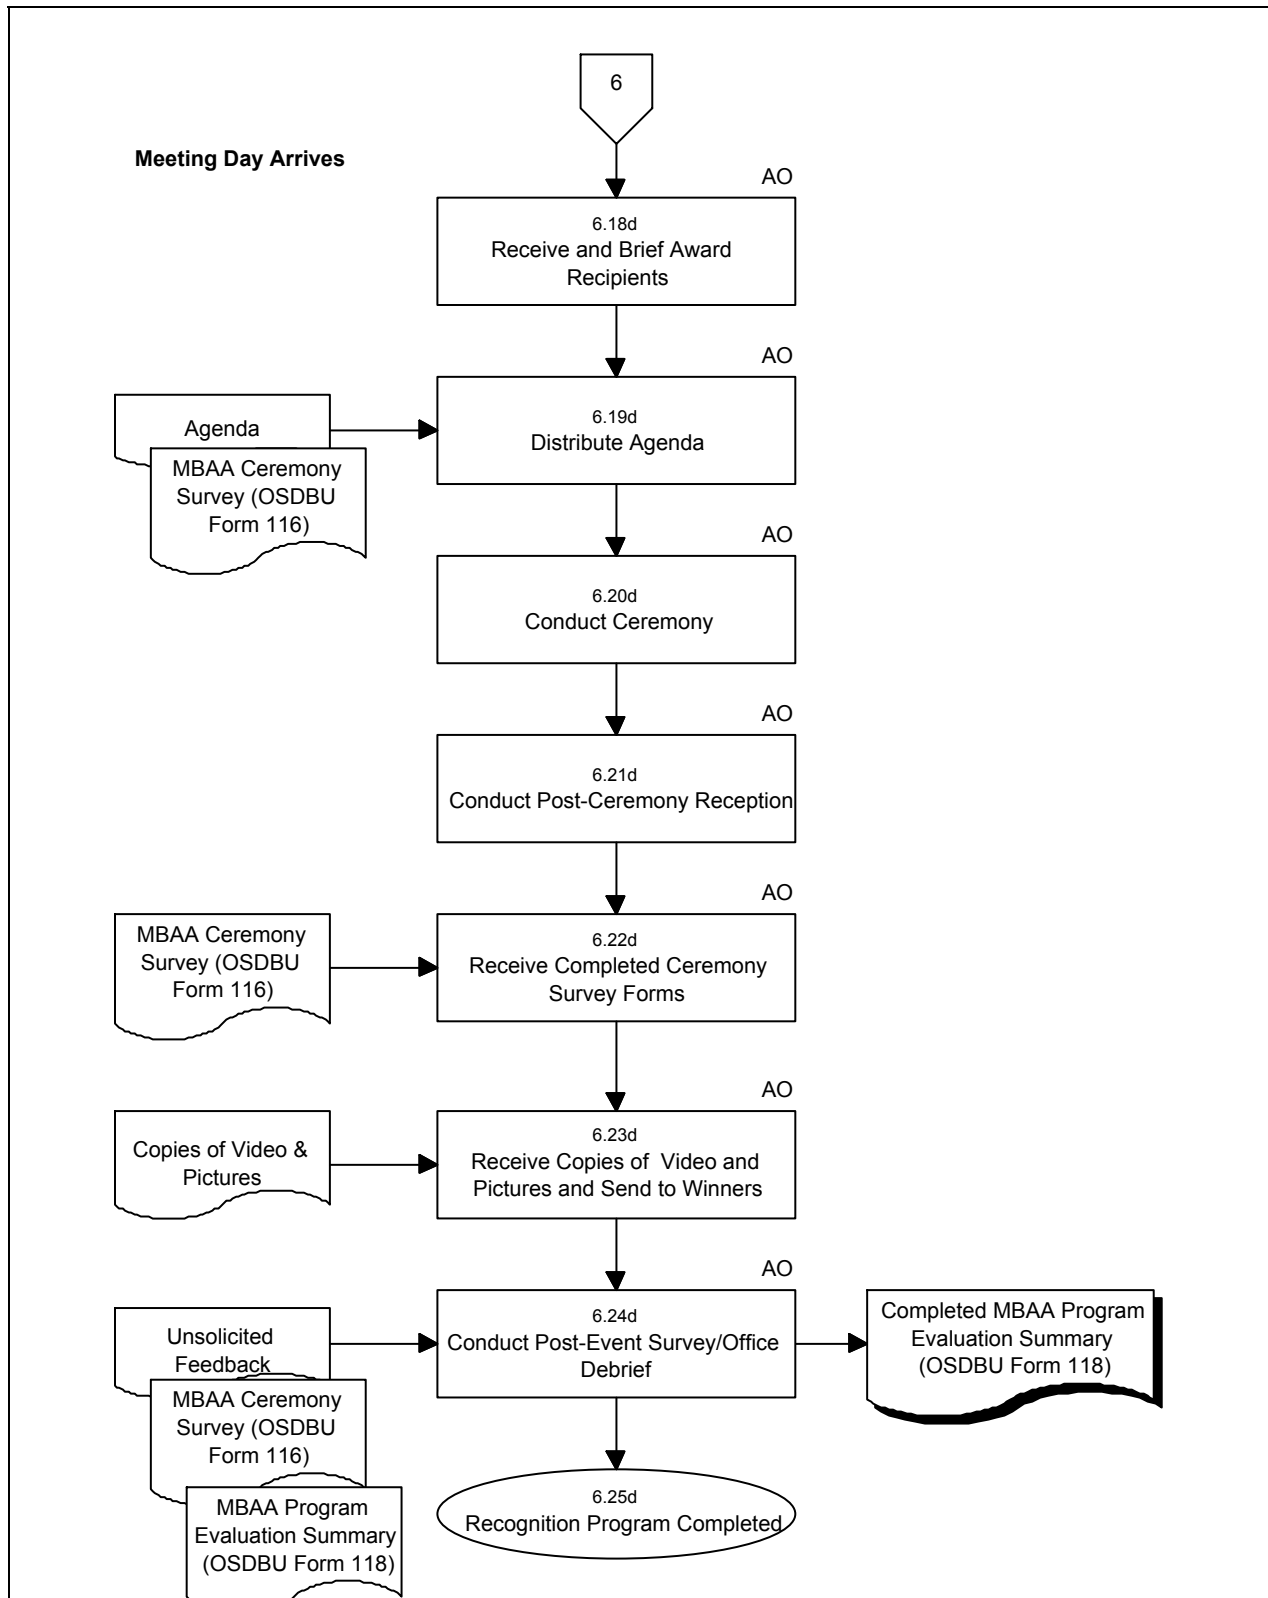 6
Meeting Day Arrives
AO
6.18d
Receive and Brief Award
Recipients
AO
Agenda
MBAA Ceremony
Survey (OSDBU
Form 116)
6.19d
Distribute Agenda
AO
6.20d
Conduct Ceremony
AO
6.21d
Conduct Post-Ceremony Reception
AO
MBAA Ceremony
Survey (OSDBU
Form 116)
6.22d
Receive Completed Ceremony
Survey Forms
AO
Copies of Video &
Pictures
6.23d
Receive Copies of Video and
Pictures and Send to Winners
AO
Unsolicited
Feedback
MBAA Ceremony
Survey (OSDBU
Form 116)
MBAA Program
Evaluation Summary
(OSDBU Form 118)
6.24d
Conduct Post-Event Survey/Office
Debrief
Completed MBAA Program
Evaluation Summary
(OSDBU Form 118)
6.25d
Recognition Program Completed